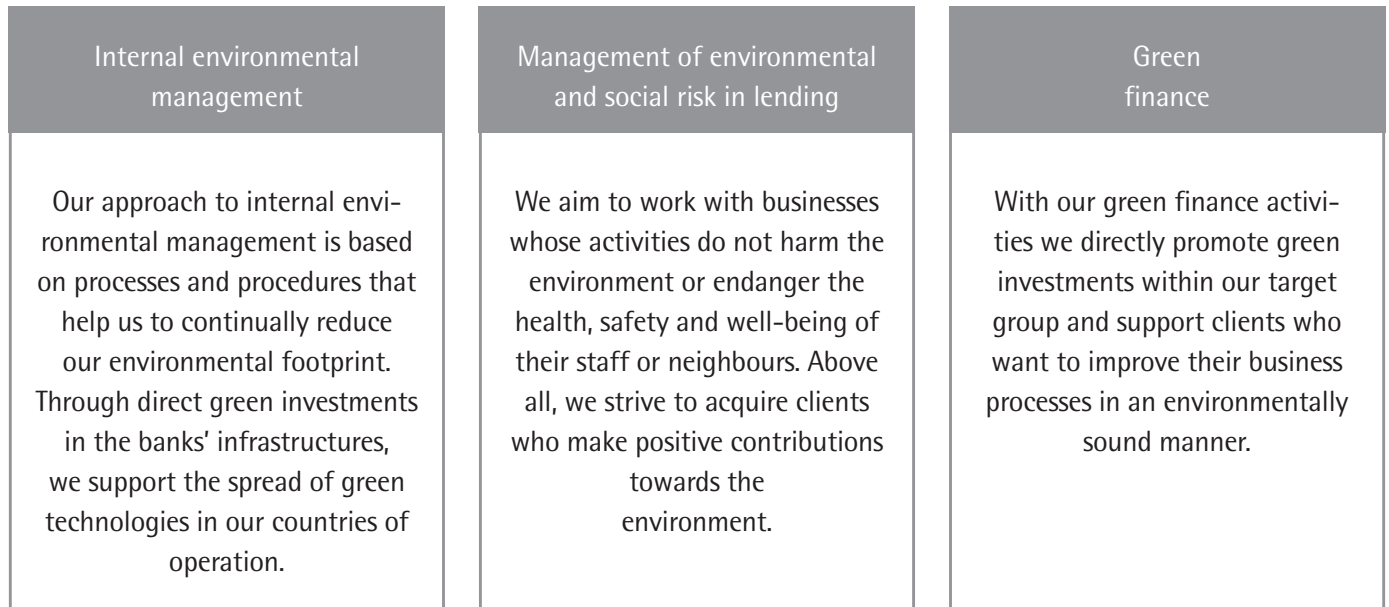 Internal environmental
management
Our approach to internal envi-
ronmental management is based
on processes and procedures that
help us to continually reduce
our environmental footprint.
Through direct green investments
in the banks' infrastructures,
we support the spread of green
technologies in our countries of
operation.
Management of environmental
and social risk in lending
We aim to work with businesses
whose activities do not harm the
environment or endanger the
health, safety and well-being of
their staff or neighbours. Above
all, we strive to acquire clients
who make positive contributions
towards the
environment.
Green
finance
With our green finance activi-
ties we directly promote green
investments within our target
group and support clients who
want to improve their business
processes in an environmentally
sound manner.